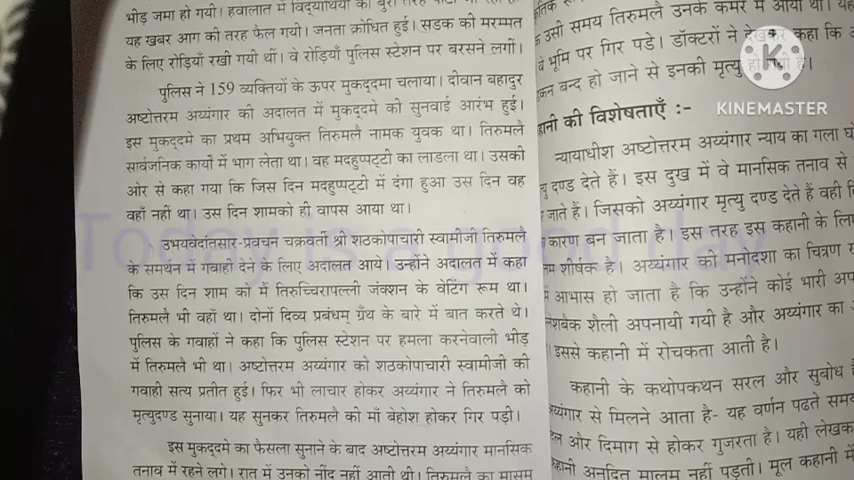 भीड़ जमा हो गयी। हवालात में विद्यार्थियों की बुरी तरह
यह खबर आग की तरह फैल गयी। जनता क्रोधित हुई। सड़क की मरम्मत
के लिए रोड़ियाँ रखी गयी थीं। वे रोड़ियाँ पुलिस स्टेशन पर बरसने लगीं।
पुलिस ने 159 व्यक्तियों के ऊपर मुकद्दमा चलाया। दीवान बहादुर
अष्टोत्तरम अय्यंगार की अदालत में मुकद्दमे की सुनवाई आरंभ हुई।
इस मुकद्दमे का प्रथम अभियुक्त तिरुमलै नामक युवक था। तिरुमलै
सार्वजनिक कार्यों में भाग लेता था। वह मदहुप्पट्टी का लाडला था। उसकी
ओर से कहा गया कि जिस दिन मदहुप्पट्टी में दंगा हुआ उस दिन वह
वहाँ नहीं था। उस दिन शामको ही वापस आया था।
उभयवेदांतसार-प्रवचन चक्रवर्ती श्री शठकोपाचारी स्वामीजी तिरुमलै
के समर्थन में गवाही देने के लिए अदालत आये। उन्होंने अदालत में कहा
कि उस दिन शाम को मैं तिरुच्चिरापल्ली जंक्शन के वेटिंग रूम था।
तिरुमलै भी वहाँ था। दोनों दिव्य प्रबंधम् ग्रँथ के बारे में बात करते थे।
पुलिस के गवाहों ने कहा कि पुलिस स्टेशन पर हमला करनेवाली भीड़
में तिरुमलै भी था। अष्टोत्तरम अय्यंगार को शठकोपाचारी स्वामीजी की
गवाही सत्य प्रतीत हुई। फिर भी लाचार होकर अय्यंगार ने तिरुमलै को
मृत्युदण्ड सुनाया। यह सुनकर तिरुमलै की माँ बेहोश होकर गिर पड़ी।
इस मुकद्दमे का फैसला सुनाने के बाद अष्टोत्तरम अय्यंगार मानसिक
तनाव में रहने लगे। रात में उनको नींद नहीं आती थी। तिरुमलै का मासूम
उसी समय तिरुमलै उनके कमरे में आया था।
वे भूमि पर गिर पडे। डॉक्टरों ने देखकर कहा कि
बन्द हो जाने से इनकी मृत्यु हो गयी है।
की विशेषताएँ :-
न्यायाधीश अष्टोत्तरम अय्यंगार न्याय का गला
दण्ड देते हैं। इस दुख में वे मानसिक तनाव से
जाते हैं। जिसको अय्यंगार मृत्यु दण्ड देते हैं वही
कारण बन जाता है। इस तरह इस कहानी के
शीर्षक है। अय्यंगार की मनोदशा का चित्रण
आभास हो जाता है कि उन्होंने कोई भारी
शैली अपनायी गयी है और अय्यंगार का
इससे कहानी में रोचकता आती है।
कहानी के कथोपकथन सरल और सुबोध
से मिलने आता है- यह वर्णन पढते समय
और दिमाग से होकर गुजरता है। यही लेखक
अनूदित मालूम नहीं पड़ती। मूल कहानी में
Today is a good day
KINEMASTER